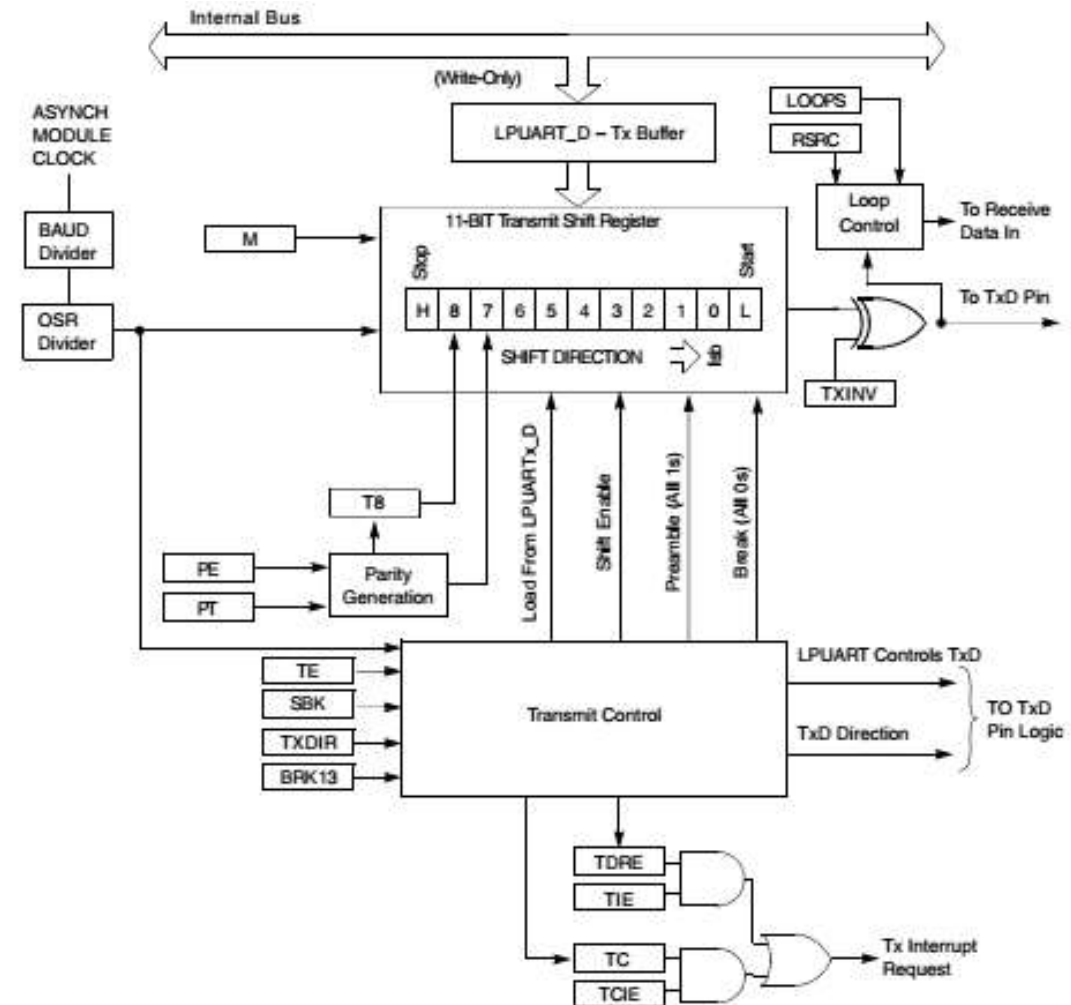 Internal Bus
(Write-Only)
LPUART_D – Tx Buffer
ASYNCH
MODULE
CLOCK
BAUD
Divider
OSR
Divider
M
11-BIT Transmit Shift Register
Stop
Start
H 8 7 6 5 4 3 2 1 0 L
SHIFT DIRECTION
lsb
LOOPS
RSRC
Loop
Control
To Receive
Data In
To TxD Pin
TXINV
T8
PE
PT
Parity
Generation
Load From LPUARTx_D
Shift Enable
Preamble (All 1s)
Break (All 0s)
TE
SBK
TXDIR
BRK13
Transmit Control
LPUART Controls TxD
TxD Direction
TO TxD
Pin Logic
TDRE
TIE
TC
TCIE
Tx Interrupt
Request